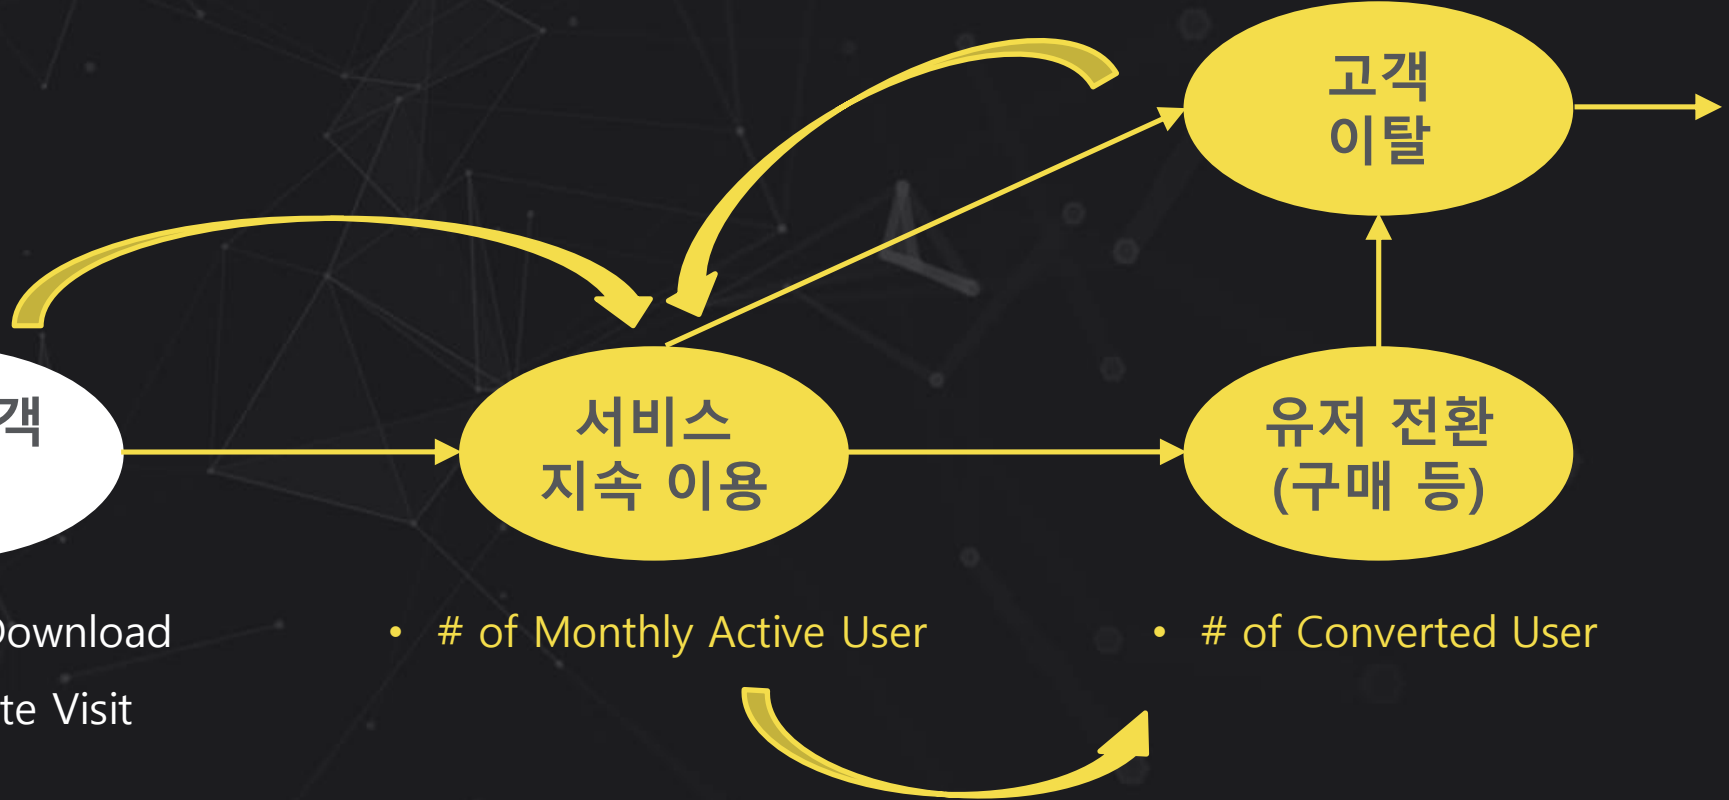 고객
이탈
객
서비스
지속 이용
유저 전환
(구매 등)
Download
• # of Monthly Active User
• # of Converted User
te Visit